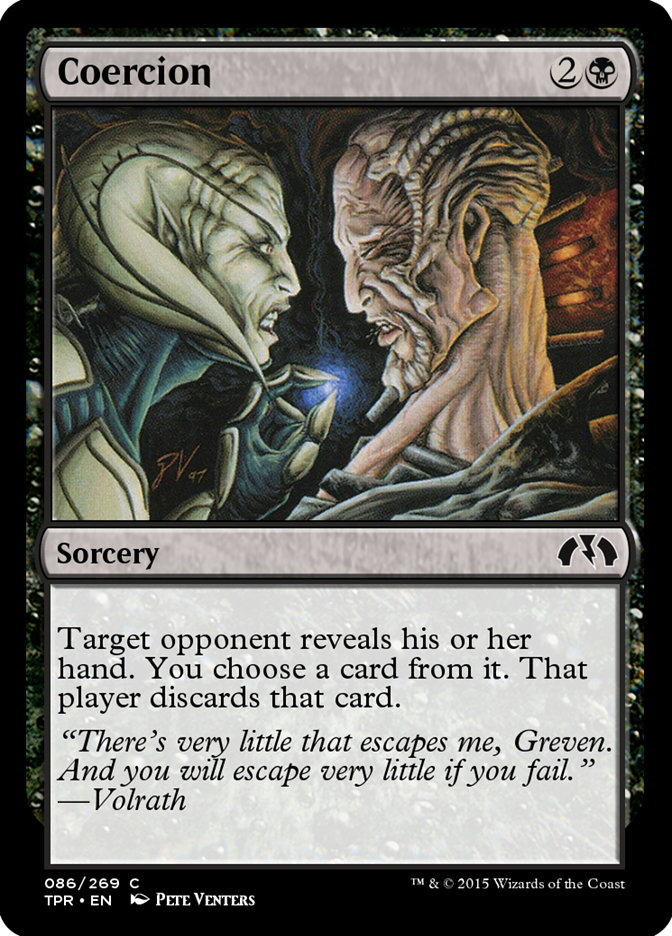 Coercion 2
PV 97
Sorcery
Target opponent reveals his or her
hand. You choose a card from it. That
player discards that card.
“There’s very little that escapes me, Greven.
And you will escape very little if you fail.”
—Volrath
086/269 C
TPR • EN PETE VENTERS
™ & © 2015 Wizards of the Coast